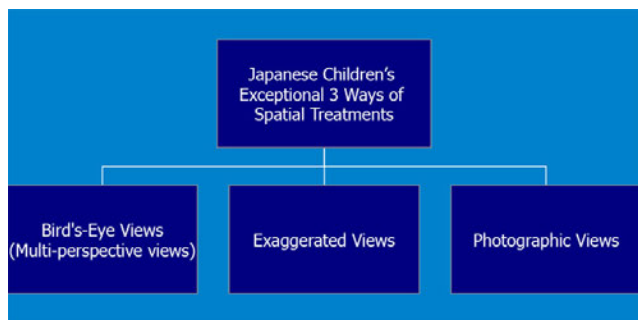 Japanese Children's
Exceptional 3 Ways of
Spatial Treatments
Bird's-Eye Views
(Multi-perspective views)
Exaggerated Views
Photographic Views